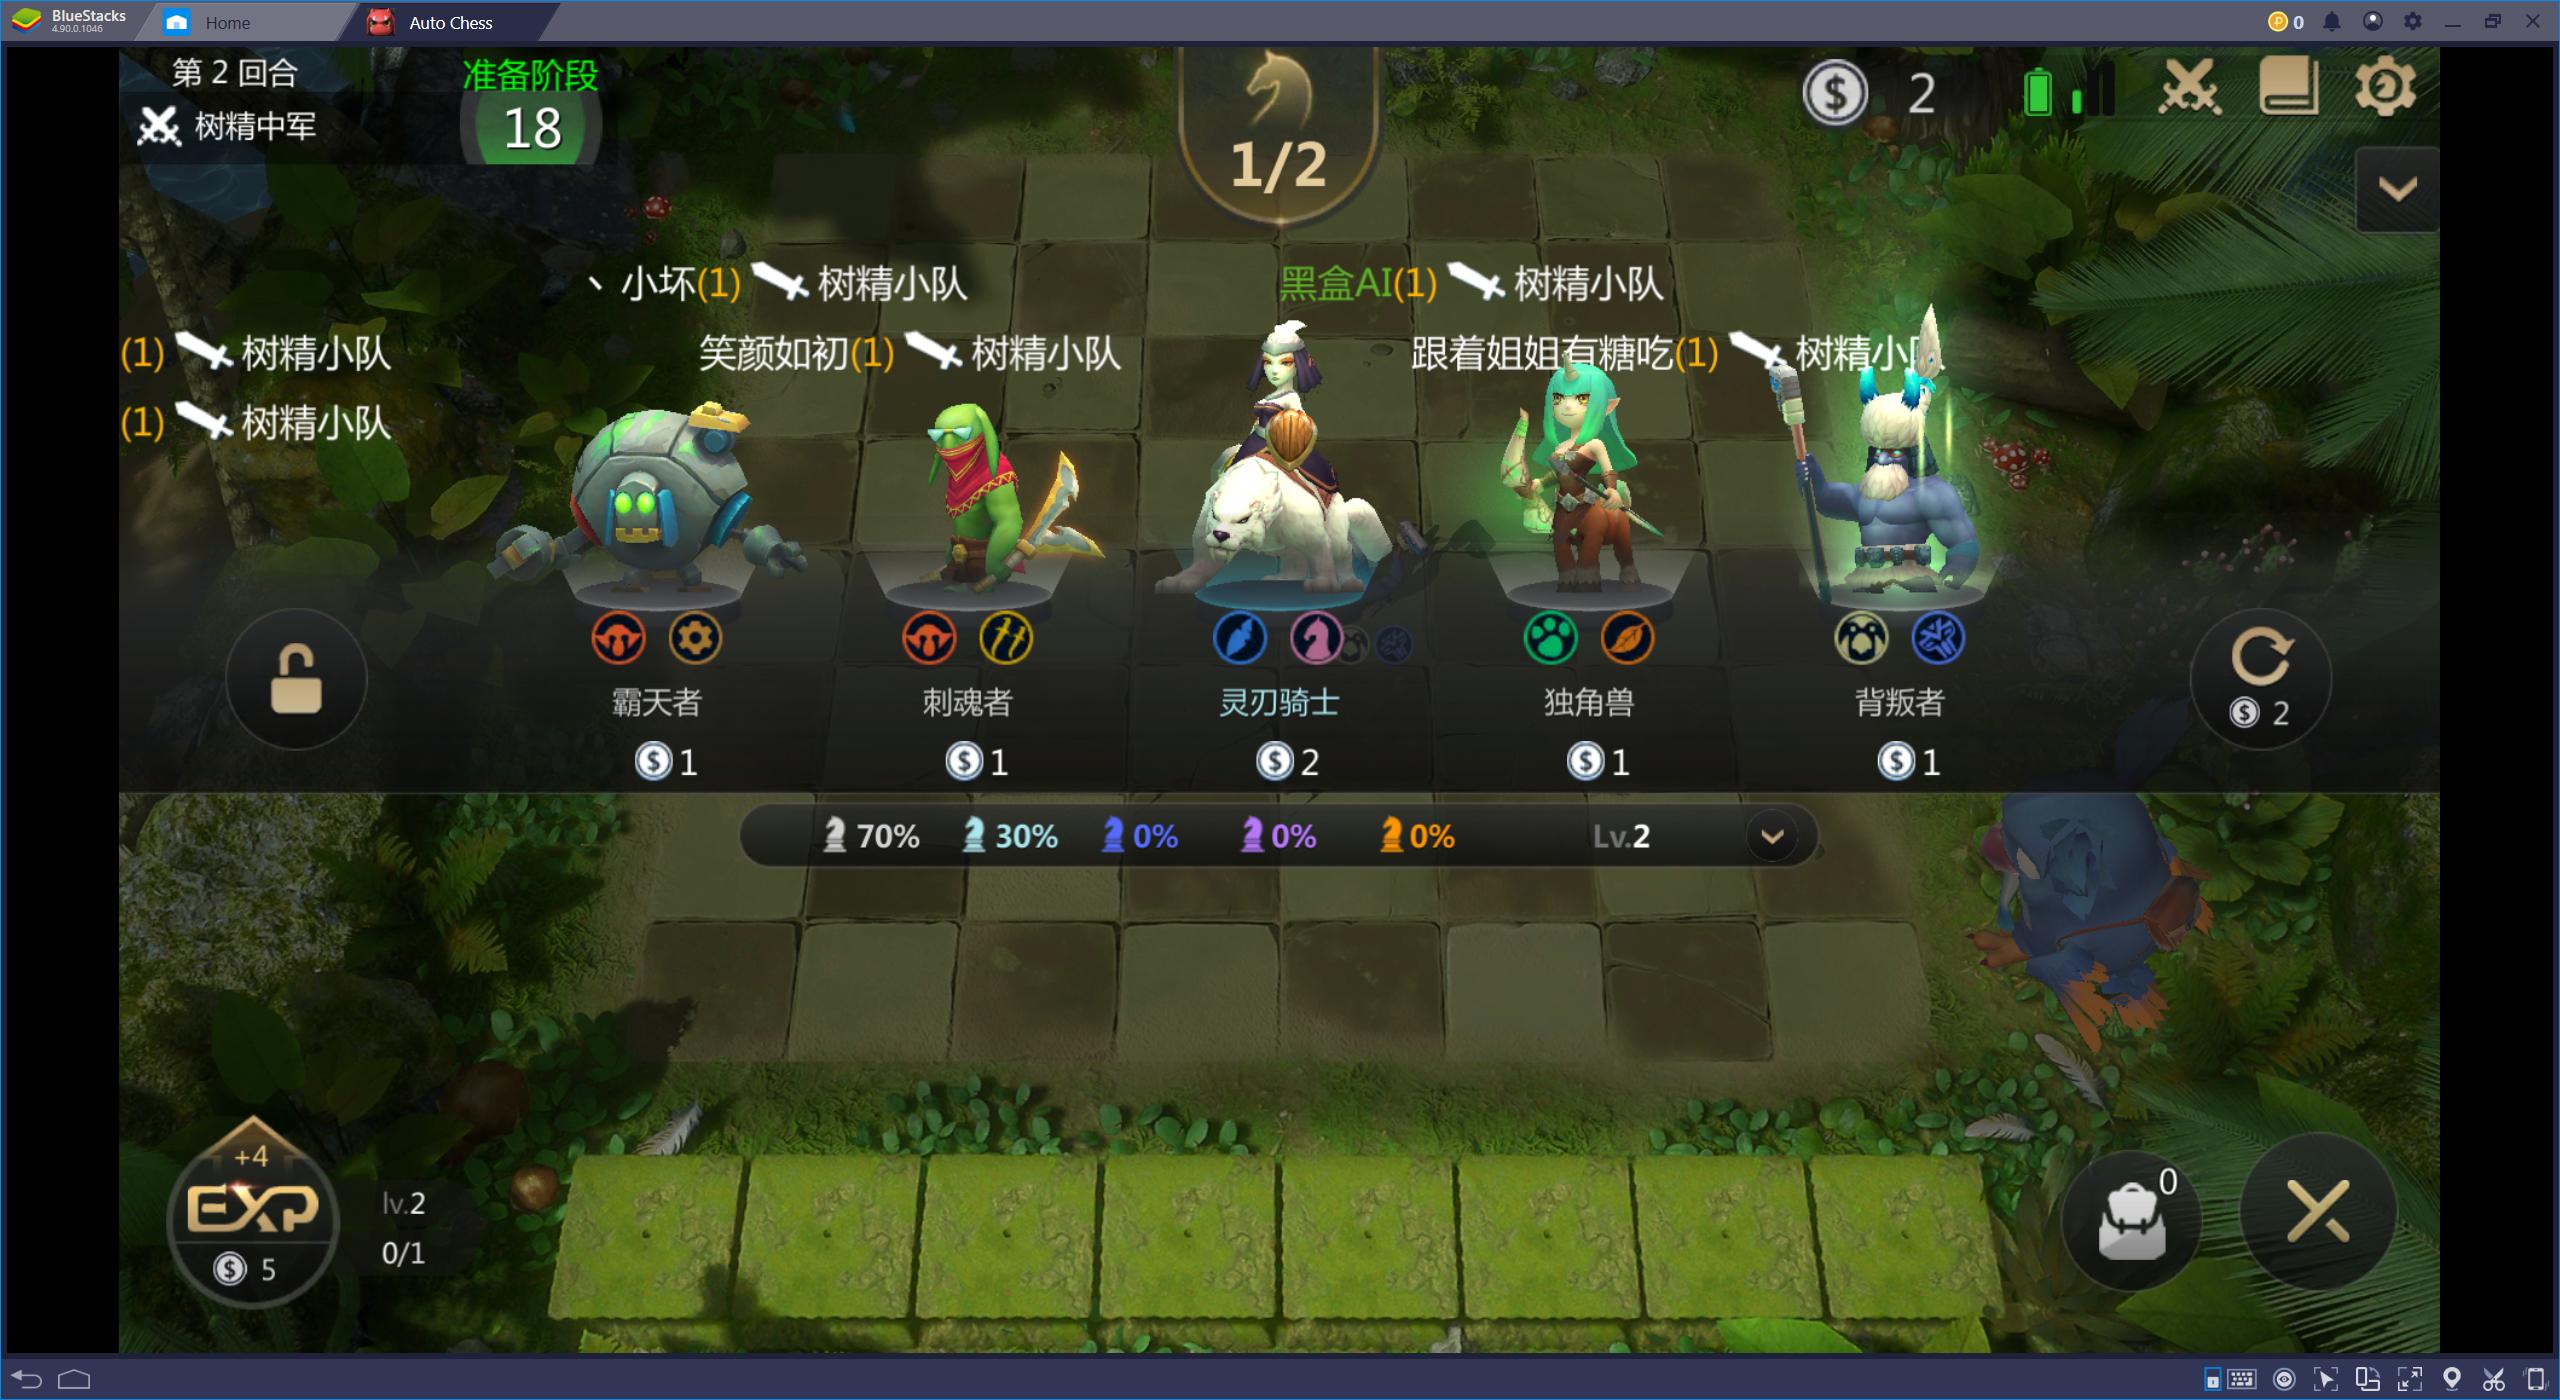 BlueStacks
4.90.0.1046
Home
Auto Chess
0
第 2 回合
准备阶段
树精中军
18
1/2
2
丶小坏(1) 树精小队
黑盒AI(1) 树精小队
(1) 树精小队
笑颜如初(1) 树精小队
跟着姐姐有糖吃(1) 树精小队
(1) 树精小队
霸天者
刺魂者
灵刃骑士
独角兽
背叛者
2
1
1
2
1
1
70% 30% 0% 0% 0% Lv.2
+4
EXP
5
lv.2
0/1
0